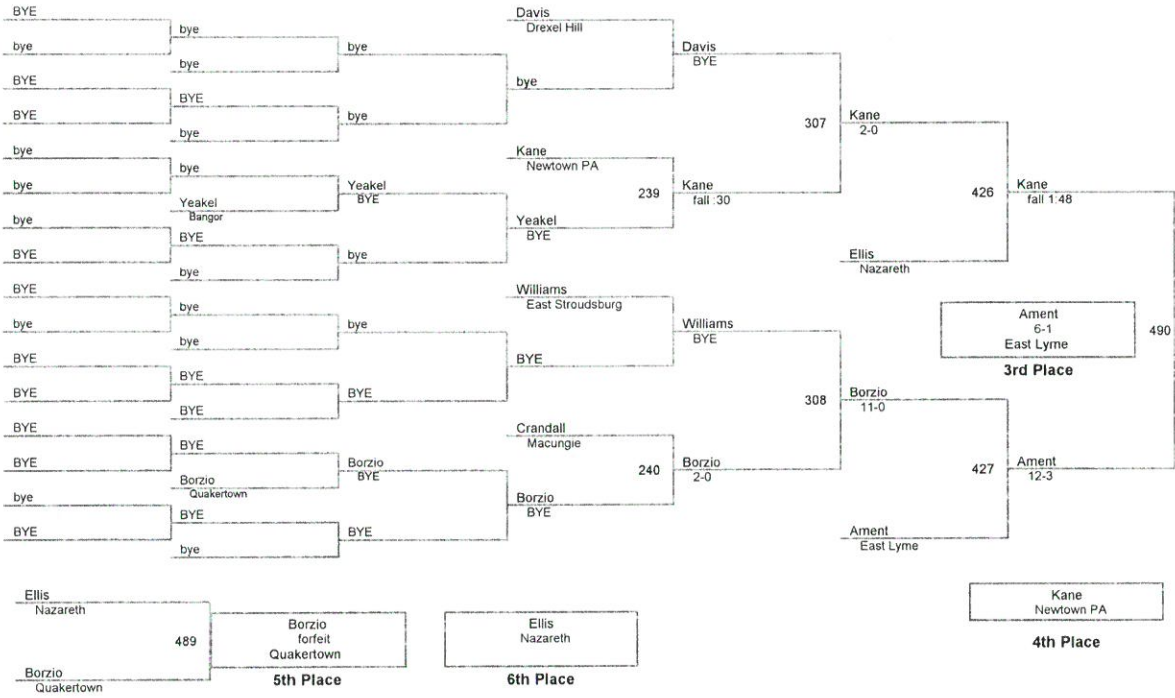 BYE
bye
BYE
BYE
bye
bye
bye
BYE
BYE
bye
BYE
BYE
BYE
BYE
bye
BYE
bye
bye
BYE
bye
bye
Yeakel
Bangor
BYE
bye
bye
bye
BYE
BYE
BYE
Borzio
Quakertown
BYE
bye
bye
bye
Yeakel
BYE
bye
bye
BYE
Borzio
BYE
BYE
Davis
Drexel Hill
bye
Kane
Newtown PA
Yeakel
BYE
Williams
East Stroudsburg
BYE
Crandall
Macungie
Borzio
BYE
Davis
BYE
239
Kane
fall :30
Williams
BYE
240
Borzio
2-0
307
Kane
2-0
Ellis
Nazareth
308
Borzio
11-0
Ament
East Lyme
426
Kane
fall 1:48
427
Ament
12-3
490
Ament
6-1
East Lyme
3rd Place
Kane
Newtown PA
4th Place
Ellis
Nazareth
489
Borzio
Quakertown
Borzio
forfeit
Quakertown
5th Place
Ellis
Nazareth
6th Place